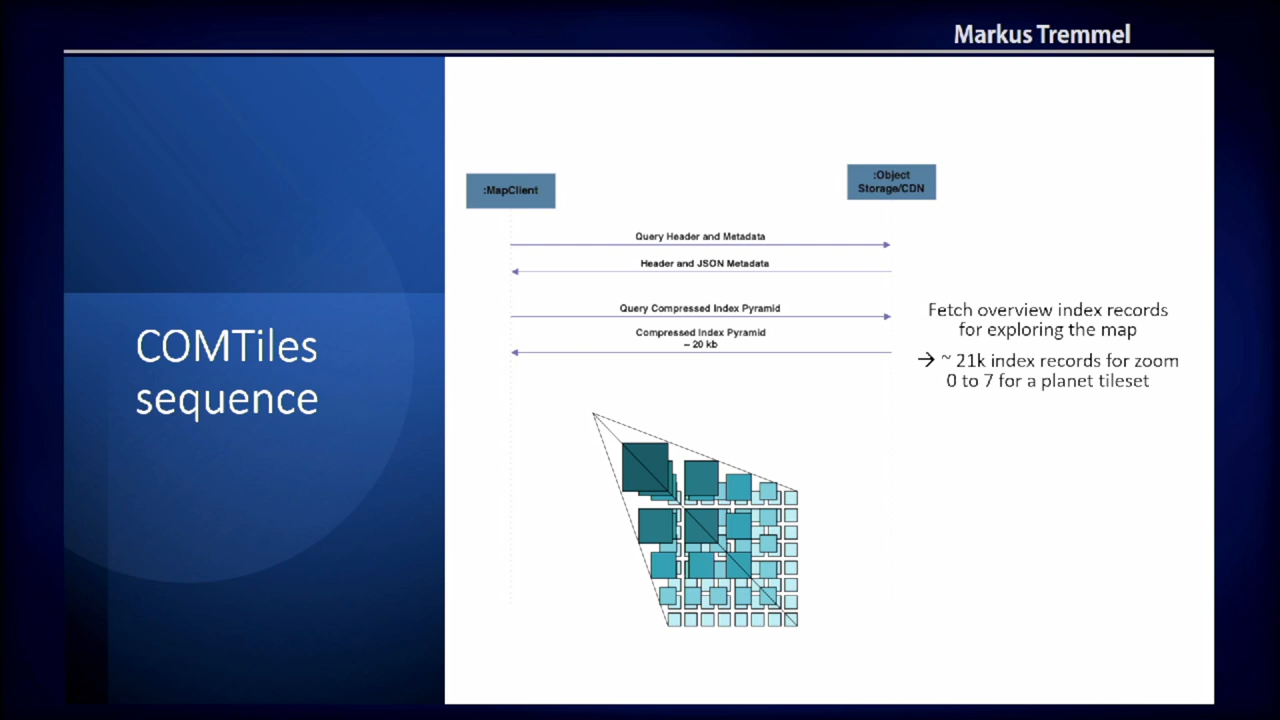 Markus Tremmel
COMTiles
sequence
:MapClient
:Object
Storage/CDN
Query Header and Metadata
Header and JSON Metadata
Query Compressed Index Pyramid
Compressed Index Pyramid
~ 20 kb
Fetch overview index records
for exploring the map
→ ~ 21k index records for zoom
0 to 7 for a planet tileset